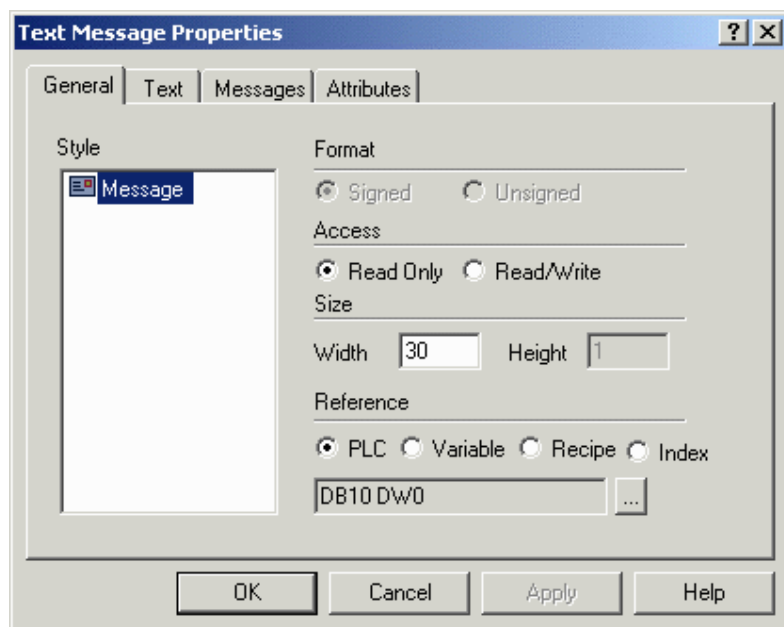 Text Message Properties
General Text Messages Attributes
Style
Message
Format
Signed Unsigned
Access
Read Only Read/Write
Size
Width 30 Height 1
Reference
PLC Variable Recipe Index
DB10 DW0 ...
OK Cancel Apply Help